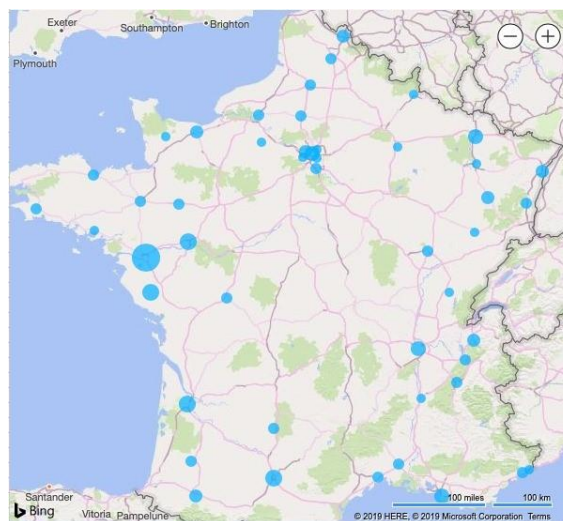 Exeter
Southampton
Brighton
Plymouth
Santander
Bing
Vitoria
Pampelune
100 miles
100 km
© 2019 HERE, © 2019 Microsoft Corporation Terms